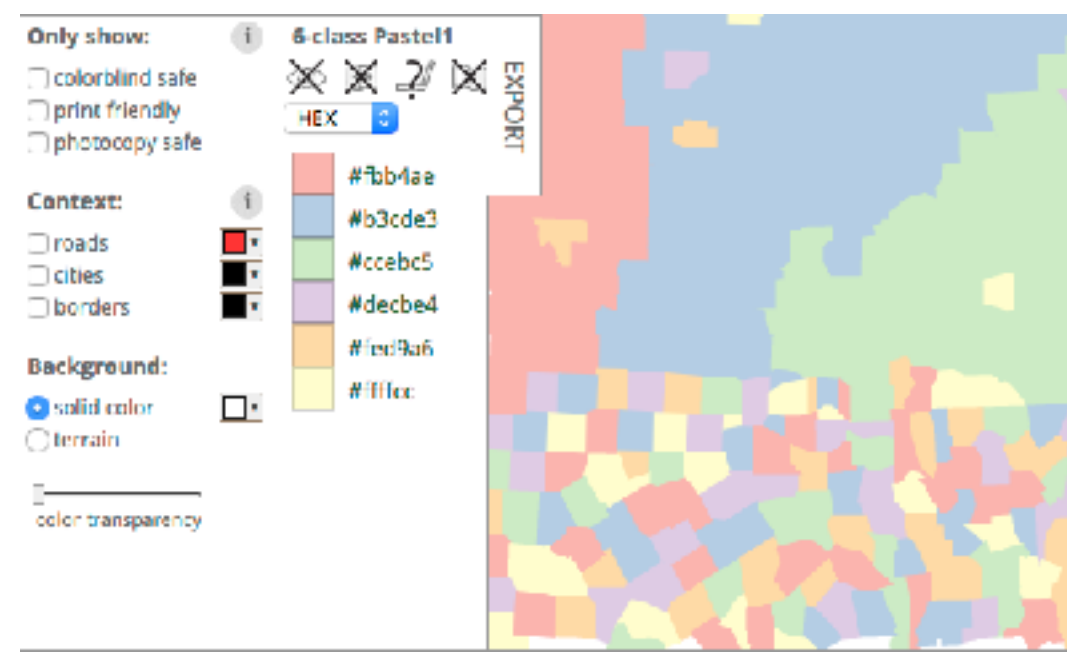 Only show:
i
colorblind safe
print friendly
photocopy safe
Context:
i
roads
cities
borders
Background:
solid color
terrain
color transparency
6-class Pastel1
EXPORT
HEX
#fbb4ae
#b3cde3
#ccebc5
#decbe4
#fed9a6
#ffffcc